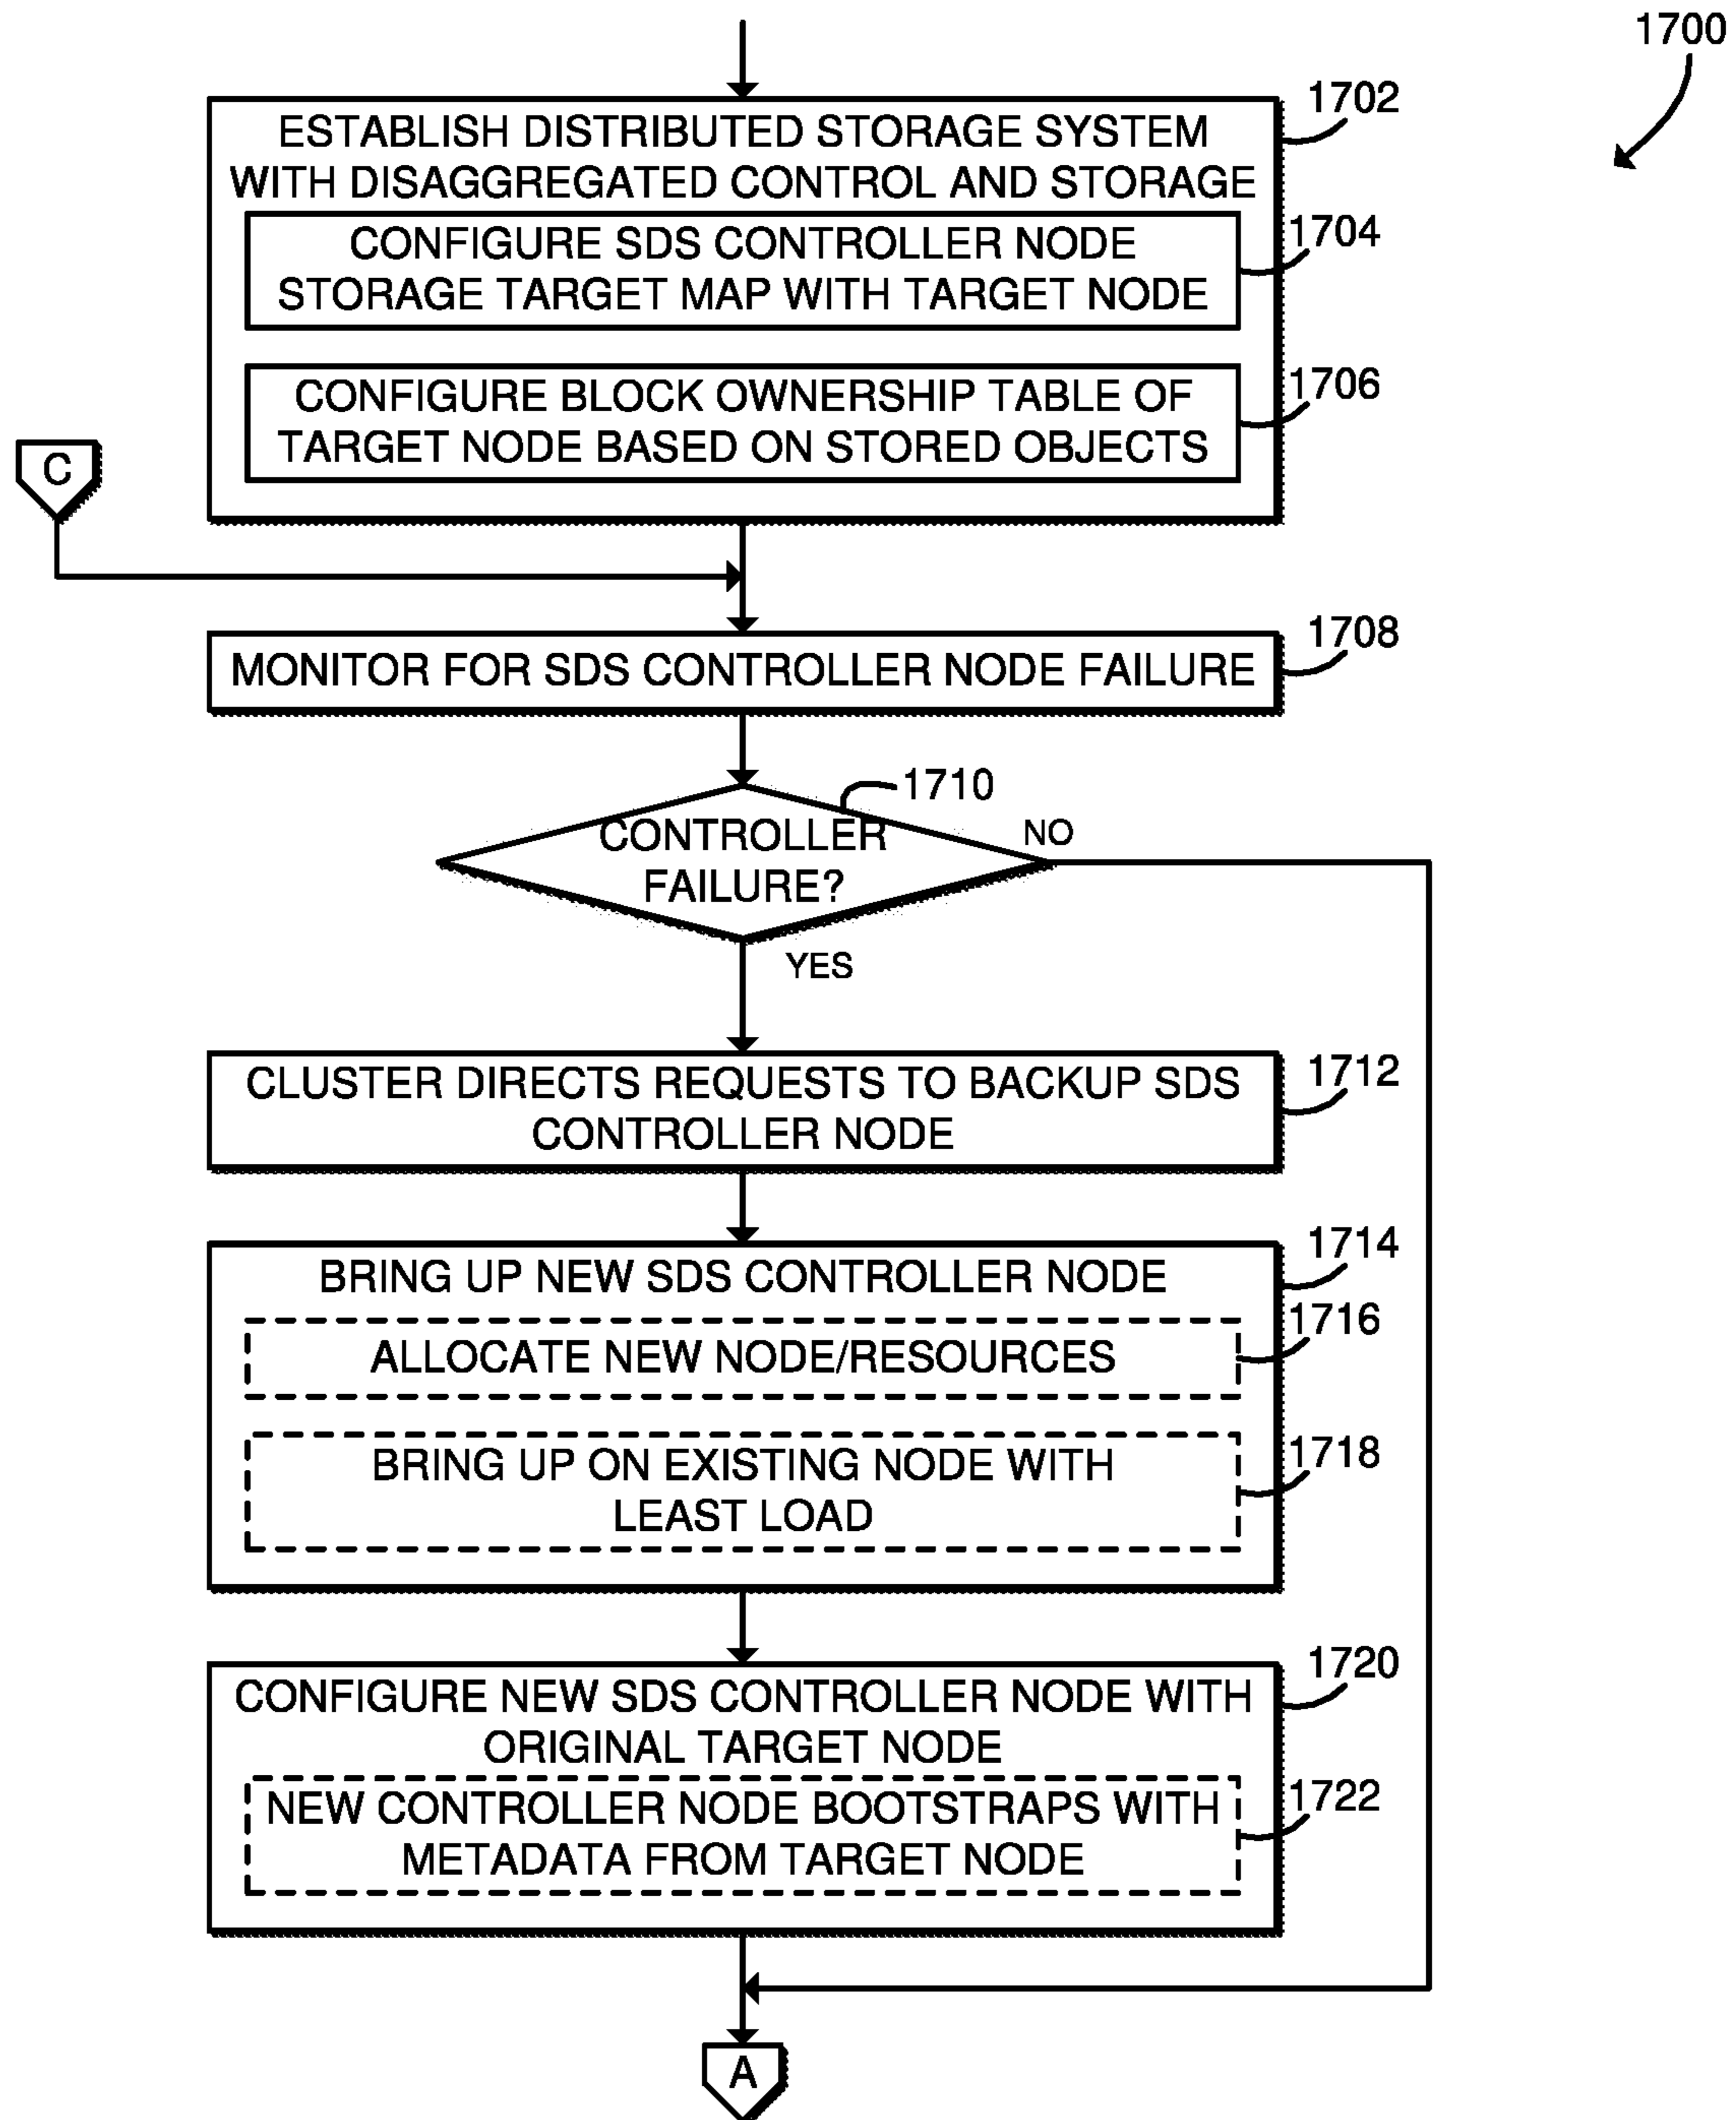 1700
1702
ESTABLISH DISTRIBUTED STORAGE SYSTEM
WITH DISAGGREGATED CONTROL AND STORAGE
1704
CONFIGURE SDS CONTROLLER NODE
STORAGE TARGET MAP WITH TARGET NODE
1706
CONFIGURE BLOCK OWNERSHIP TABLE OF
TARGET NODE BASED ON STORED OBJECTS
C
1708
MONITOR FOR SDS CONTROLLER NODE FAILURE
1710
CONTROLLER
FAILURE?
NO
YES
1712
CLUSTER DIRECTS REQUESTS TO BACKUP SDS
CONTROLLER NODE
1714
BRING UP NEW SDS CONTROLLER NODE
1716
ALLOCATE NEW NODE/RESOURCES
1718
BRING UP ON EXISTING NODE WITH
LEAST LOAD
1720
CONFIGURE NEW SDS CONTROLLER NODE WITH
ORIGINAL TARGET NODE
1722
NEW CONTROLLER NODE BOOTSTRAPS WITH
METADATA FROM TARGET NODE
A